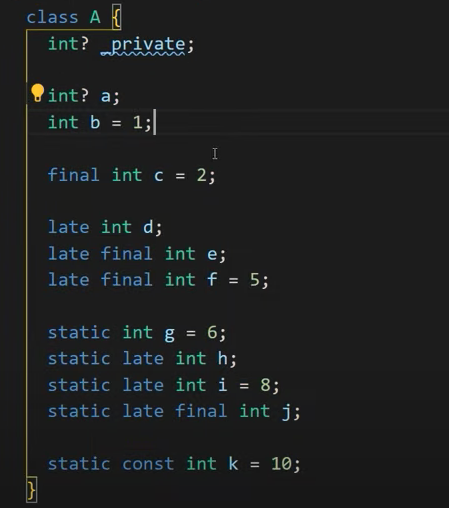 class A {
int? _private;
int? a;
int b = 1;
final int c = 2;
late int d;
late final int e;
late final int f = 5;
static int g = 6;
static late int h;
static late int i = 8;
static late final int j;
static const int k = 10;
}